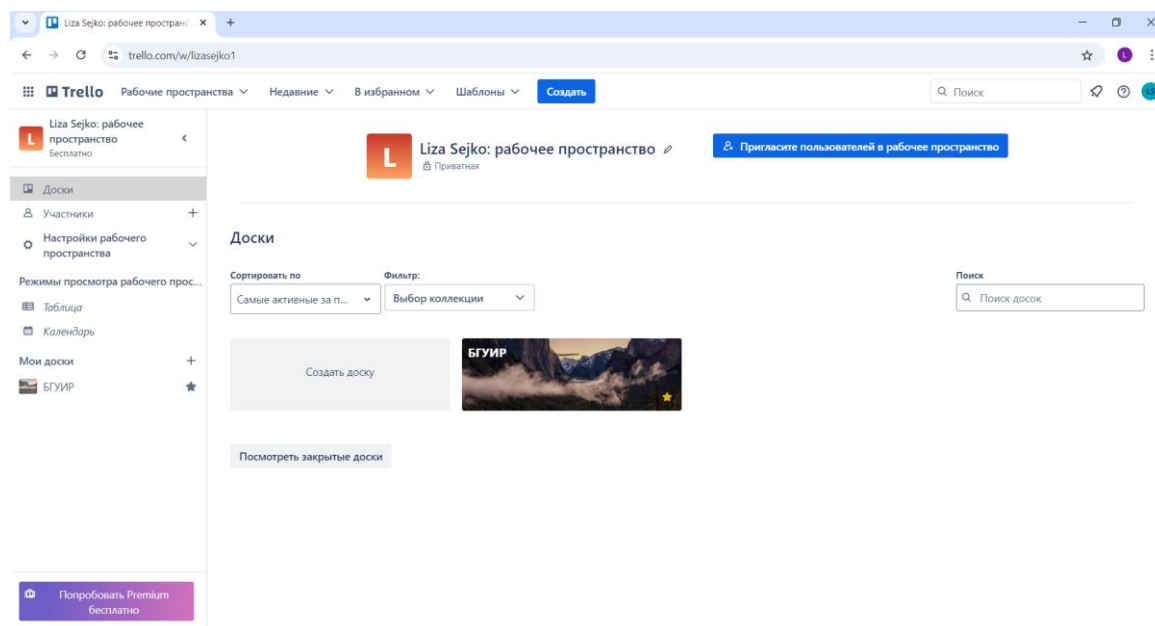 Liza Sejko: рабочее простран
trello.com/w/lizasejko1
L
Trello Рабочие пространства Недавние В избранном Шаблоны Создать Поиск LS
L
Liza Sejko: рабочее
пространство
Бесплатно
L
Liza Sejko: рабочее пространство
Приватная
Пригласите пользователей в рабочее пространство
Доски
Участники
Настройки рабочего
пространства
Режимы просмотра рабочего прос...
Таблица
Календарь
Мои доски
БГУИР
Доски
Сортировать по Фильтр: Поиск
Самые активные за п... Выбор коллекции Поиск досок
Создать доску
БГУИР
Посмотреть закрытые доски
Попробовать Premium
бесплатно